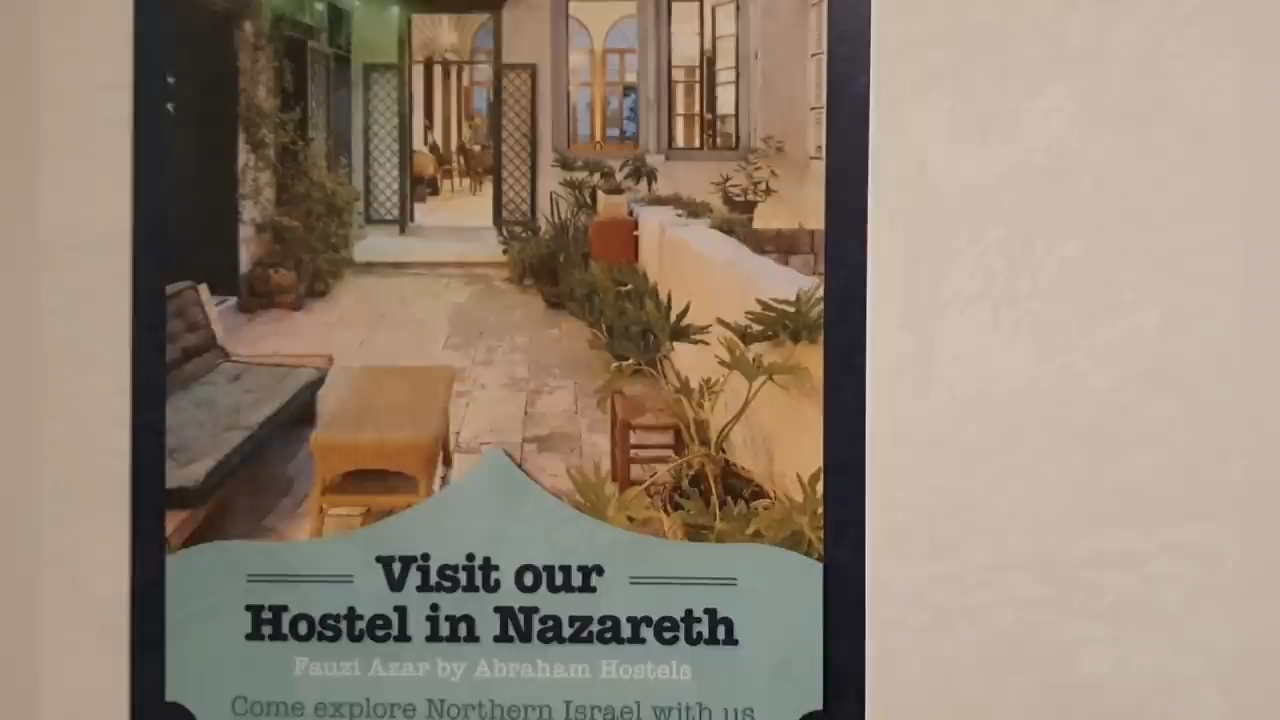 Visit our
Hostel in Nazareth
Fauzi Azar by Abraham Hostels
Come explore Northern Israel with us